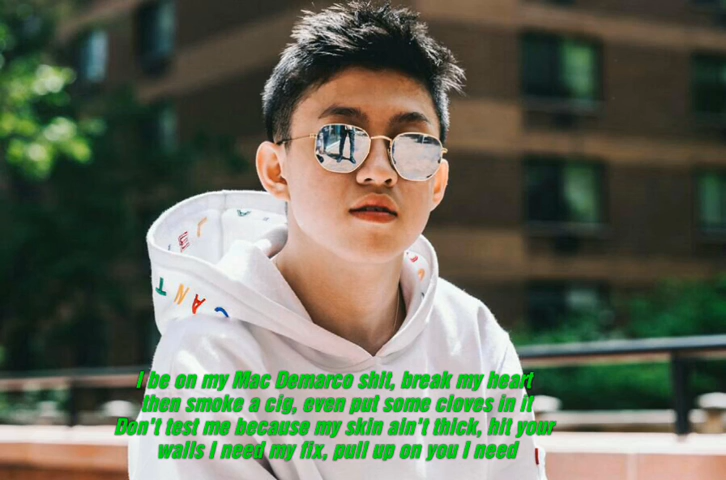 I be on my Mac Demarco shit, break my heart
then smoke a cig, even put some cloves in it
Don't test me because my skin ain't thick, hit your
walls I need my fix, pull up on you I need
A N T